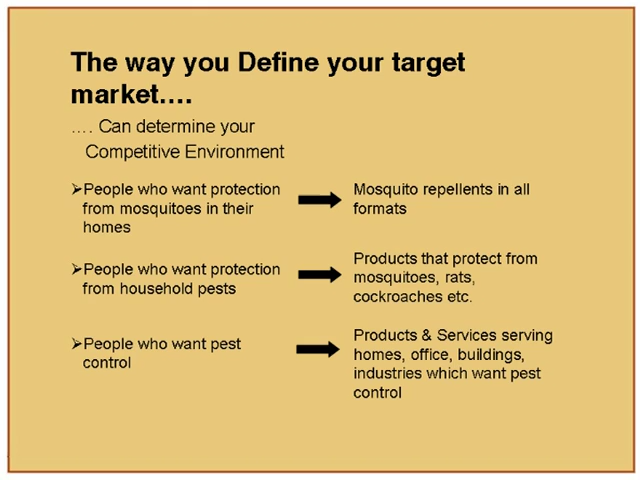 The way you Define your target
market....
.... Can determine your
Competitive Environment
➢People who want protection
from mosquitoes in their
homes
Mosquito repellents in all
formats
➢People who want protection
from household pests
Products that protect from
mosquitoes, rats,
cockroaches etc.
➢People who want pest
control
Products & Services serving
homes, office, buildings,
industries which want pest
control